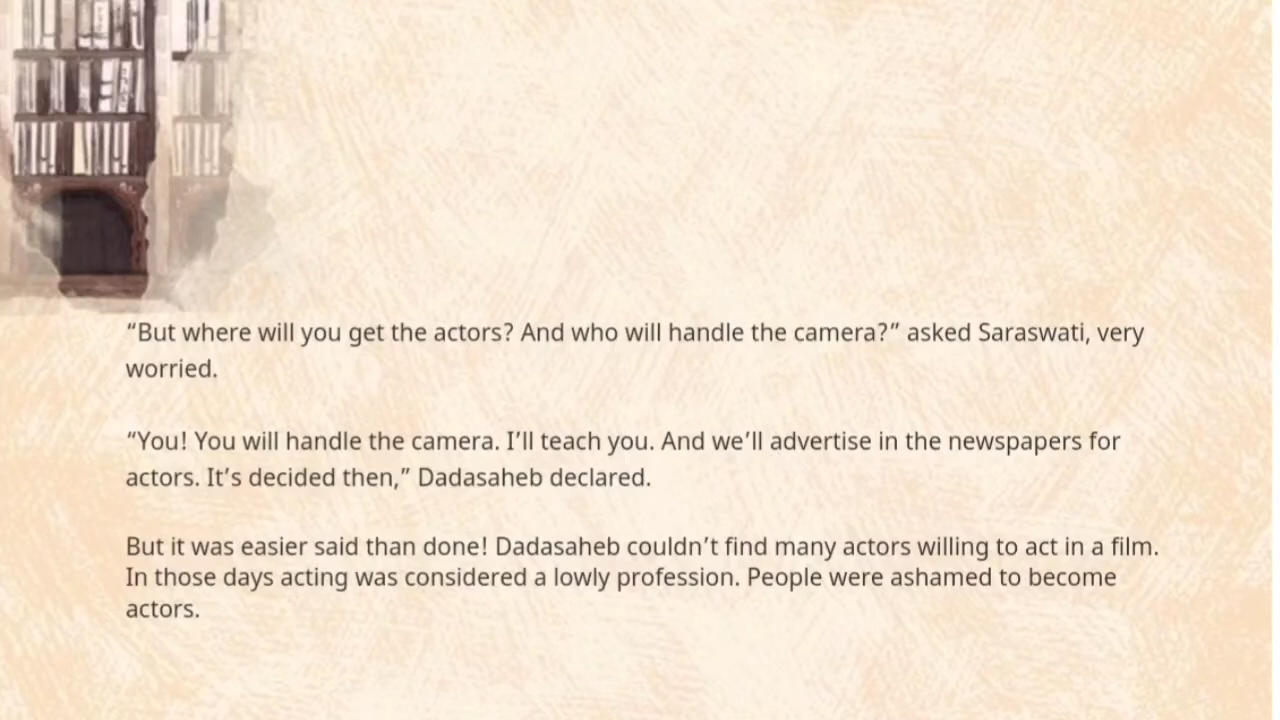 “But where will you get the actors? And who will handle the camera?” asked Saraswati, very
worried.
“You! You will handle the camera. I’ll teach you. And we’ll advertise in the newspapers for
actors. It’s decided then,” Dadasaheb declared.
But it was easier said than done! Dadasaheb couldn’t find many actors willing to act in a film.
In those days acting was considered a lowly profession. People were ashamed to become
actors.